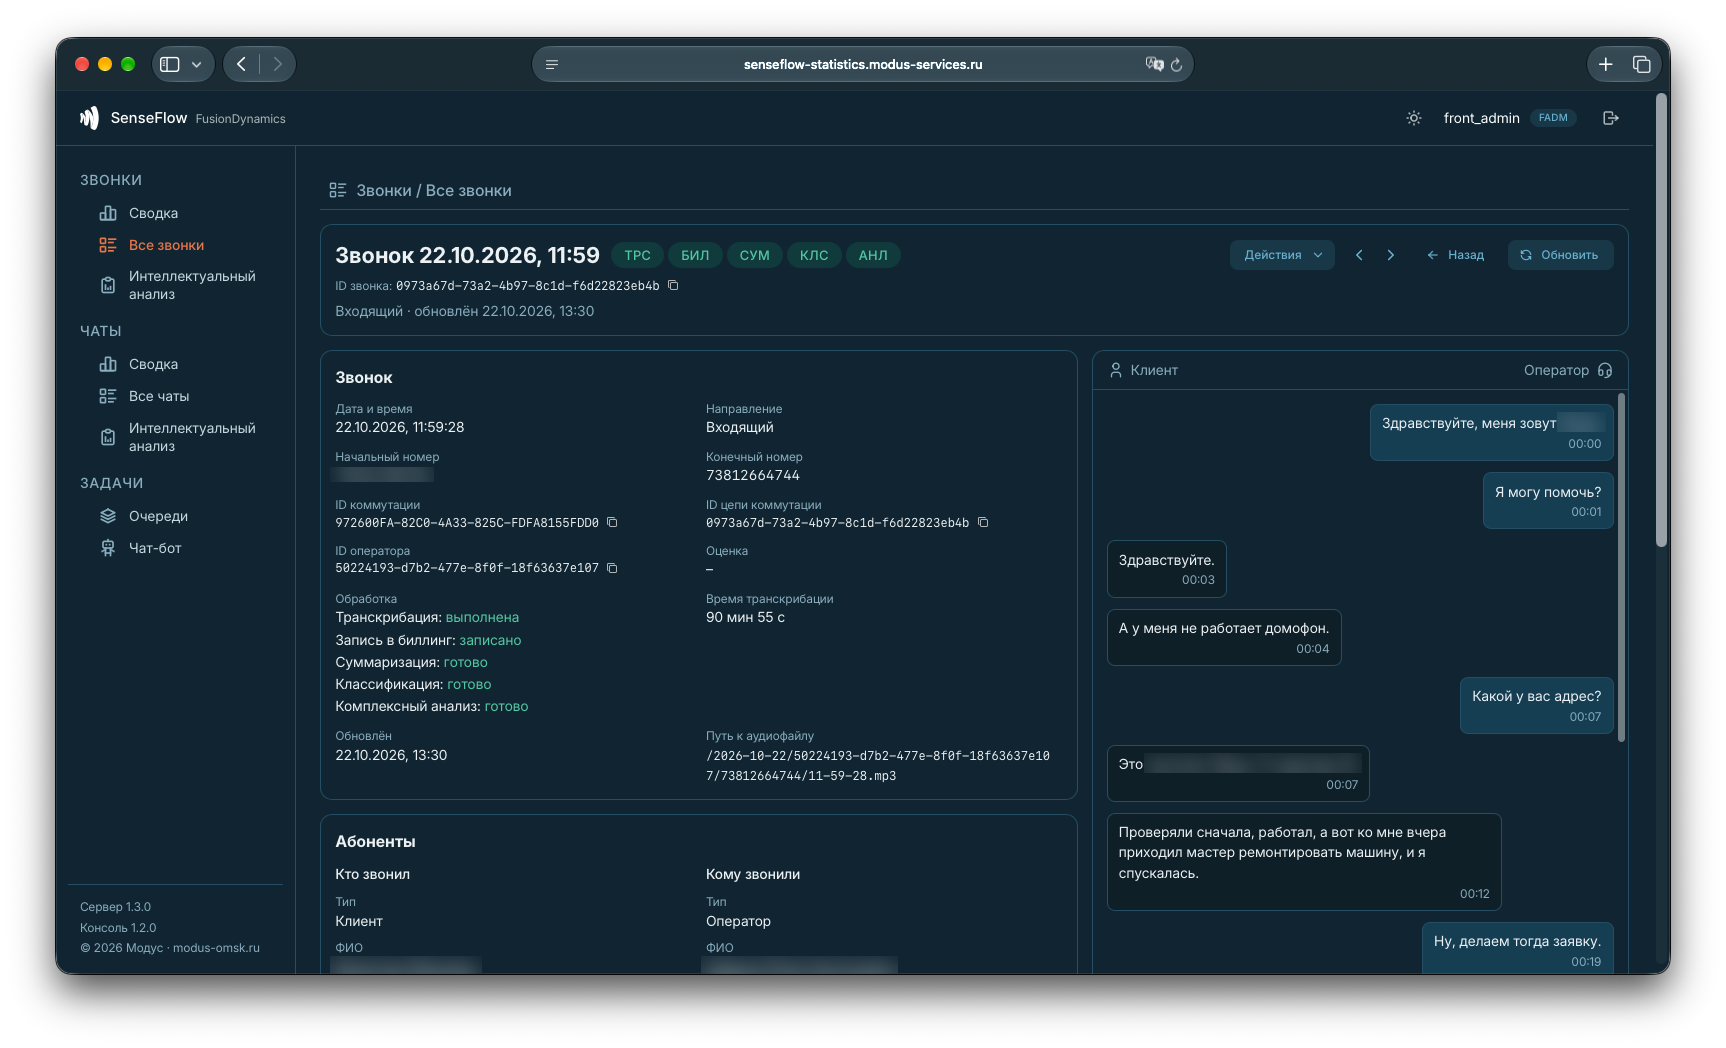 senseflow-statistics.modus-services.ru
SenseFlow FusionDynamics
front_admin FADM
ЗВОНКИ
Сводка
Все звонки
Интеллектуальный
анализ
ЧАТЫ
Сводка
Все чаты
Интеллектуальный
анализ
ЗАДАЧИ
Очереди
Чат-бот
Сервер 1.3.0
Консоль 1.2.0
© 2026 Модус · modus-omsk.ru
Звонки / Все звонки
Звонок 22.10.2026, 11:59 ТРС БИЛ СУМ КЛС АНЛ
Действия Назад Обновить
ID звонка: 0973a67d-73a2-4b97-8c1d-f6d22823eb4b
Входящий · обновлён 22.10.2026, 13:30
Звонок
Дата и время
22.10.2026, 11:59:28
Направление
Входящий
Начальный номер
Конечный номер
73812664744
ID коммутации
972600FA-82C0-4A33-825C-FDFA8155FDD0
ID цепи коммутации
0973a67d-73a2-4b97-8c1d-f6d22823eb4b
ID оператора
50224193-d7b2-477e-8f0f-18f63637e107
Оценка
–
Обработка
Транскрибация: выполнена
Запись в биллинг: записано
Суммаризация: готово
Классификация: готово
Комплексный анализ: готово
Время транскрибации
90 мин 55 с
Обновлён
22.10.2026, 13:30
Путь к аудиофайлу
/2026-10-22/50224193-d7b2-477e-8f0f-18f63637e10
7/73812664744/11-59-28.mp3
Абоненты
Кто звонил
Тип
Клиент
ФИО
Кому звонили
Тип
Оператор
ФИО
Клиент
Оператор
Здравствуйте, меня зовут
00:00
Я могу помочь?
00:01
Здравствуйте.
00:03
А у меня не работает домофон.
00:04
Какой у вас адрес?
00:07
Это
00:07
Проверяли сначала, работал, а вот ко мне вчера
приходил мастер ремонтировать машину, и я
спускалась.
00:12
Ну, делаем тогда заявку.
00:19